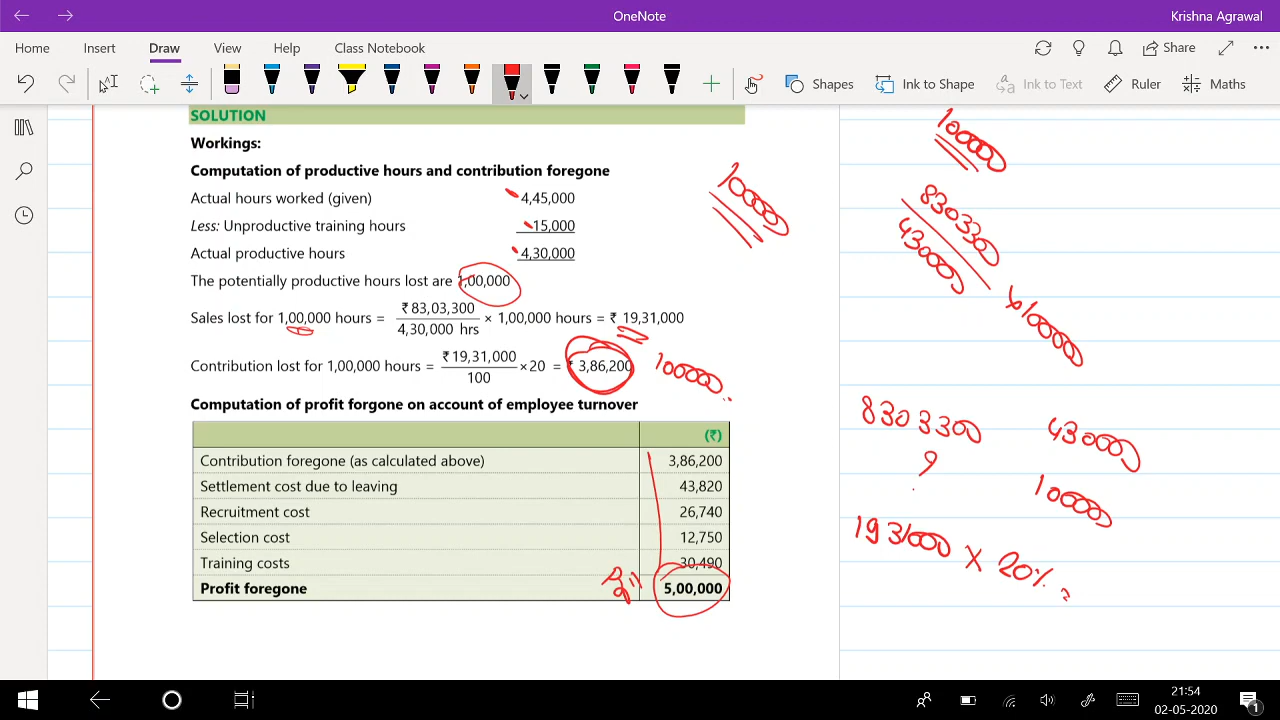 OneNote
Krishna Agrawal
Home Insert Draw View Help Class Notebook Share
Ink to Shape Ink to Text Ruler Maths Shapes
SOLUTION
Workings:
Computation of productive hours and contribution foregone
Actual hours worked (given) 4,45,000
Less: Unproductive training hours 15,000
Actual productive hours 4,30,000
The potentially productive hours lost are 1,00,000
Sales lost for 1,00,000 hours = ₹ 83,03,300 / 4,30,000 hrs × 1,00,000 hours = ₹ 19,31,000
Contribution lost for 1,00,000 hours = ₹ 19,31,000 / 100 ×20 = ₹ 3,86,200
100000
Computation of profit forgone on account of employee turnover
(₹)
Contribution foregone (as calculated above) 3,86,200
Settlement cost due to leaving 43,820
Recruitment cost 26,740
Selection cost 12,750
Training costs 30,490
Profit foregone 5,00,000
100000
100000
830330
430000
8303300 430000
? 100000
1931000 × 20%
21:54
02-05-2020
1